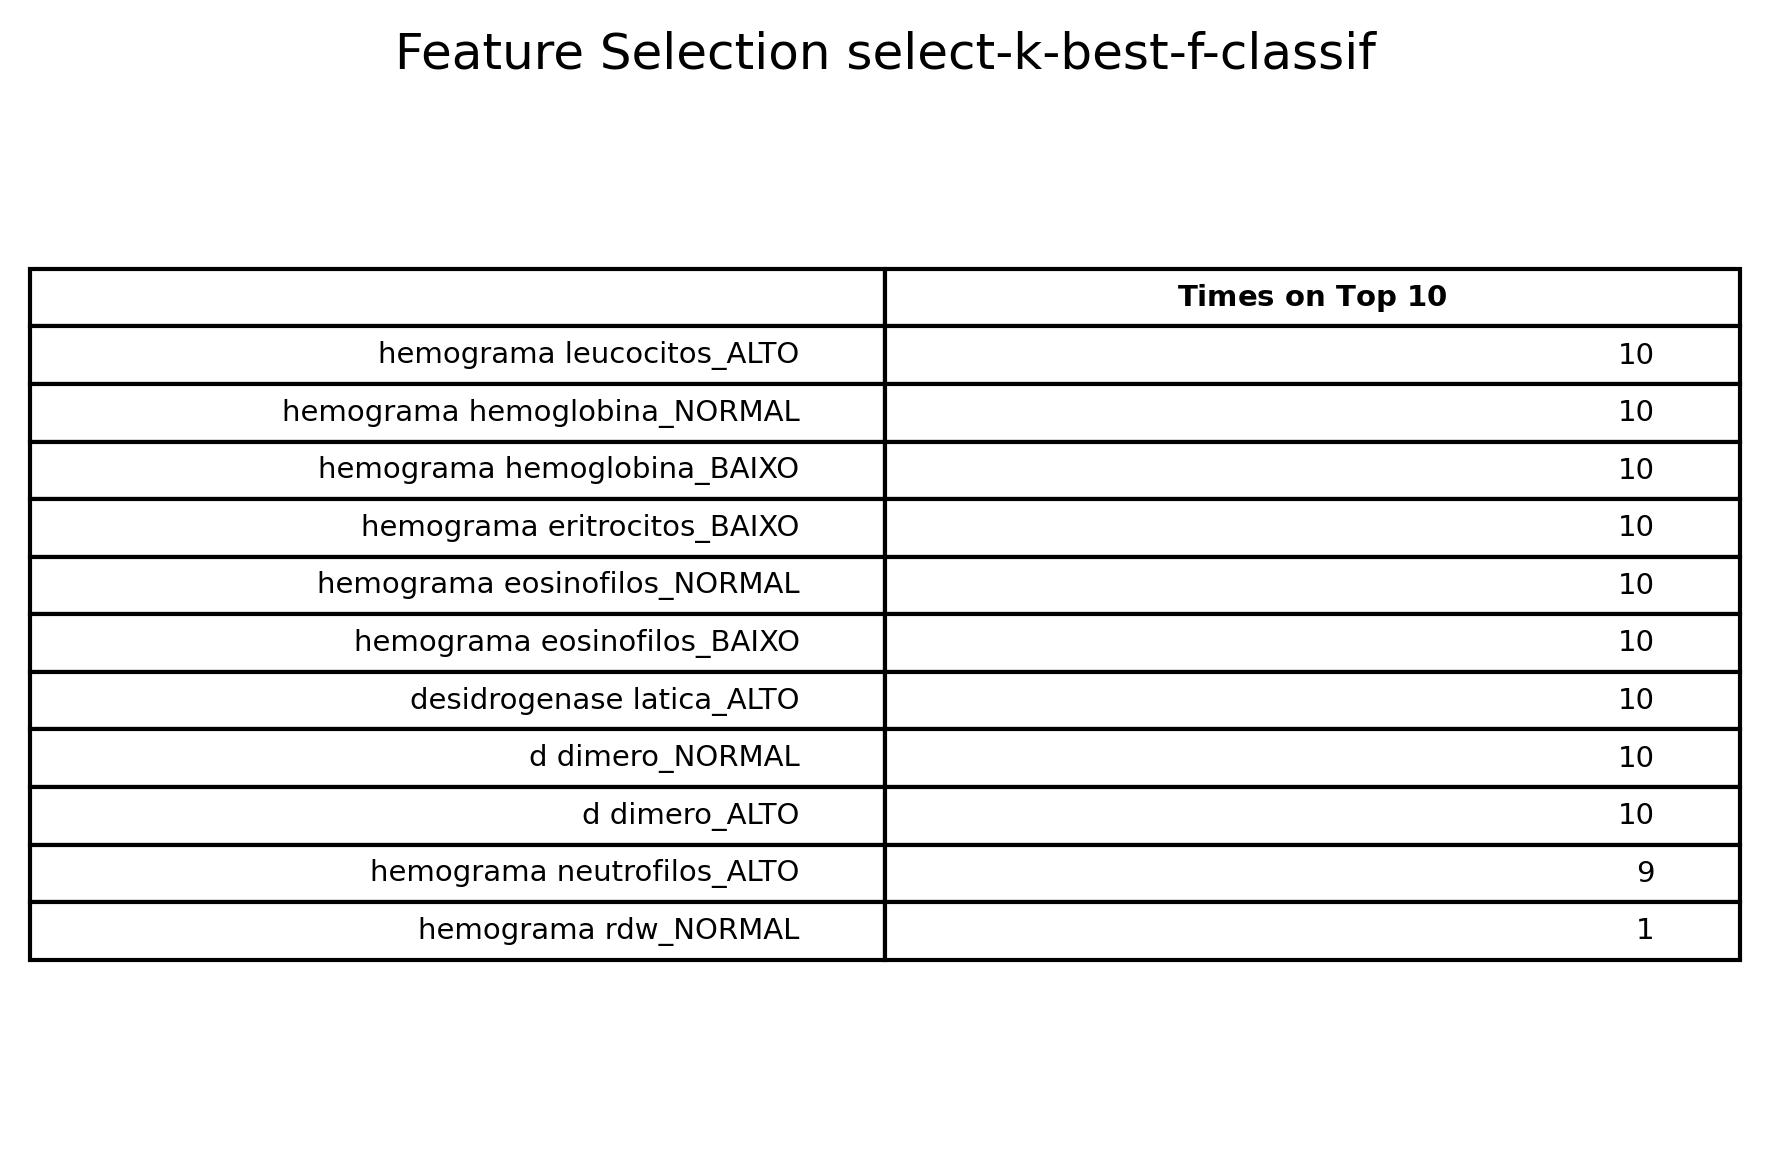 Feature Selection select-k-best-f-classif
Times on Top 10
hemograma leucocitos_ALTO 10
hemograma hemoglobina_NORMAL 10
hemograma hemoglobina_BAIXO 10
hemograma eritrocitos_BAIXO 10
hemograma eosinofilos_NORMAL 10
hemograma eosinofilos_BAIXO 10
desidrogenase latica_ALTO 10
d dimero_NORMAL 10
d dimero_ALTO 10
hemograma neutrofilos_ALTO 9
hemograma rdw_NORMAL 1